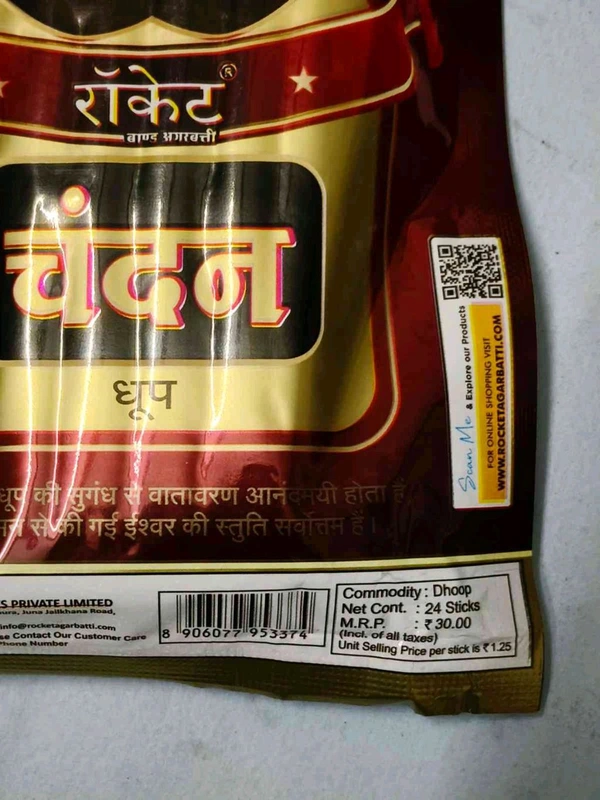 रॉकेट®
ब्राण्ड अगरबत्ती
चंदन
धूप
धूप की सुगंध से वातावरण आनंदमयी होता है,
से की गई ईश्वर की स्तुति सर्वोत्तम है।
Scan Me & Explore our Products
FOR ONLINE SHOPPING VISIT
WWW.ROCKETAGARBATTI.COM
S PRIVATE LIMITED
Juna Jailkhana Road,
info@rocketagarbatti.com
se Contact Our Customer Care
Phone Number
8 906077 953374
Commodity : Dhoop
Net Cont. : 24 Sticks
M.R.P. : ₹ 30.00
(Incl. of all taxes)
Unit Selling Price per stick is ₹ 1.25